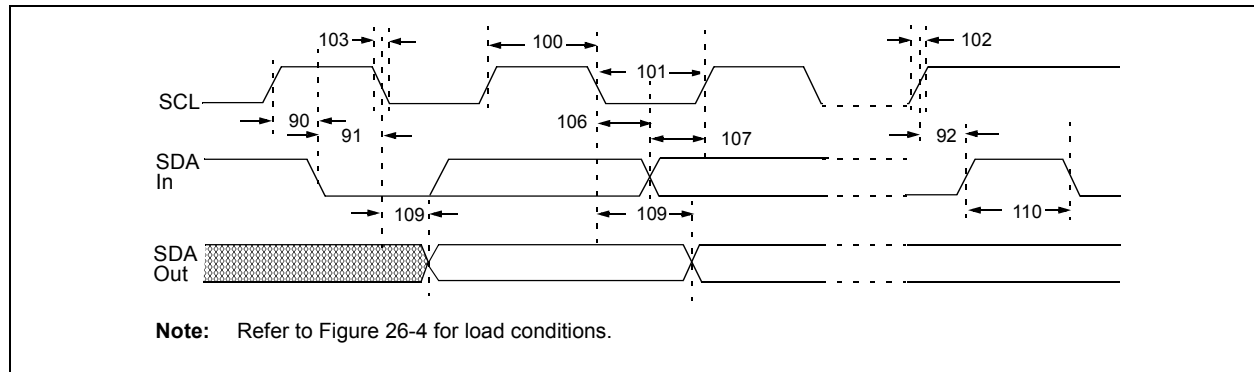 103
100
102
101
SCL
90
91
106
107
92
SDA
In
109
109
110
SDA
Out
Note: Refer to Figure 26-4 for load conditions.